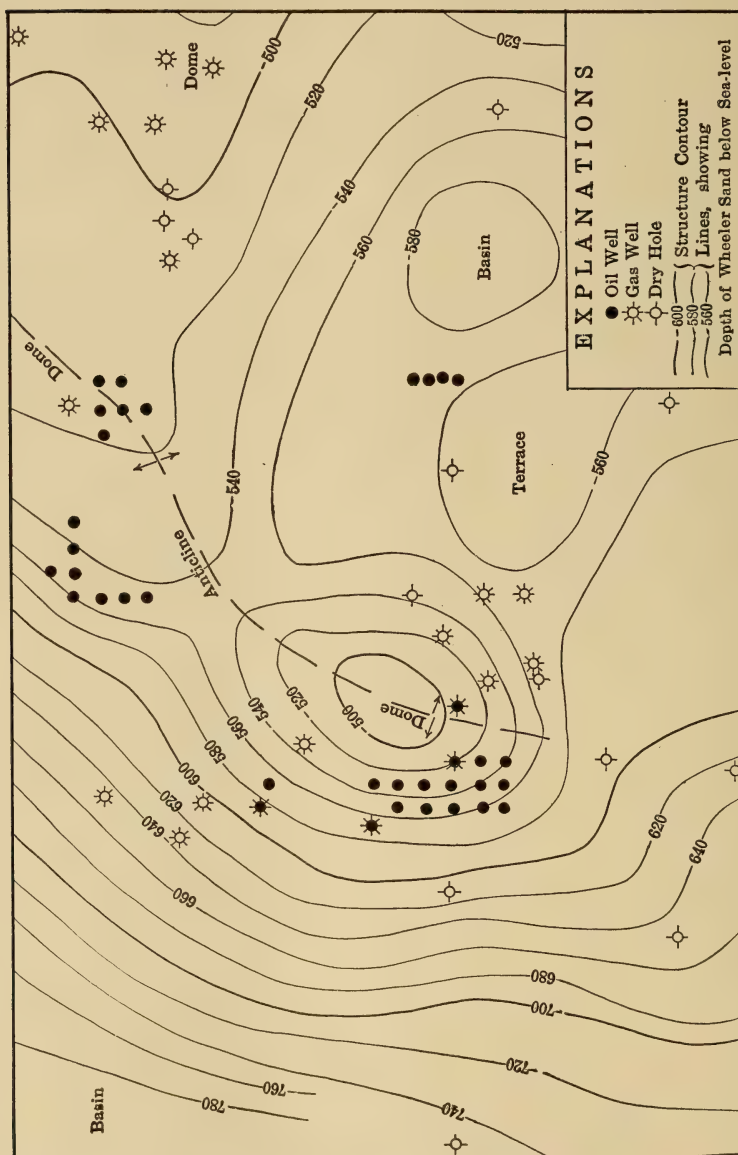 500
520
Dome
520
540
560
580
Basin
Dome
540
Terrace
560
Anticline
500
520
540
Dome
560
580
600
620
640
620
640
660
680
700
720
740
760
780
Basin
EXPLANATIONS
Oil Well
Gas Well
Dry Hole
600
580
560
Structure Contour
Lines, showing
Depth of Wheeler Sand below Sea-level